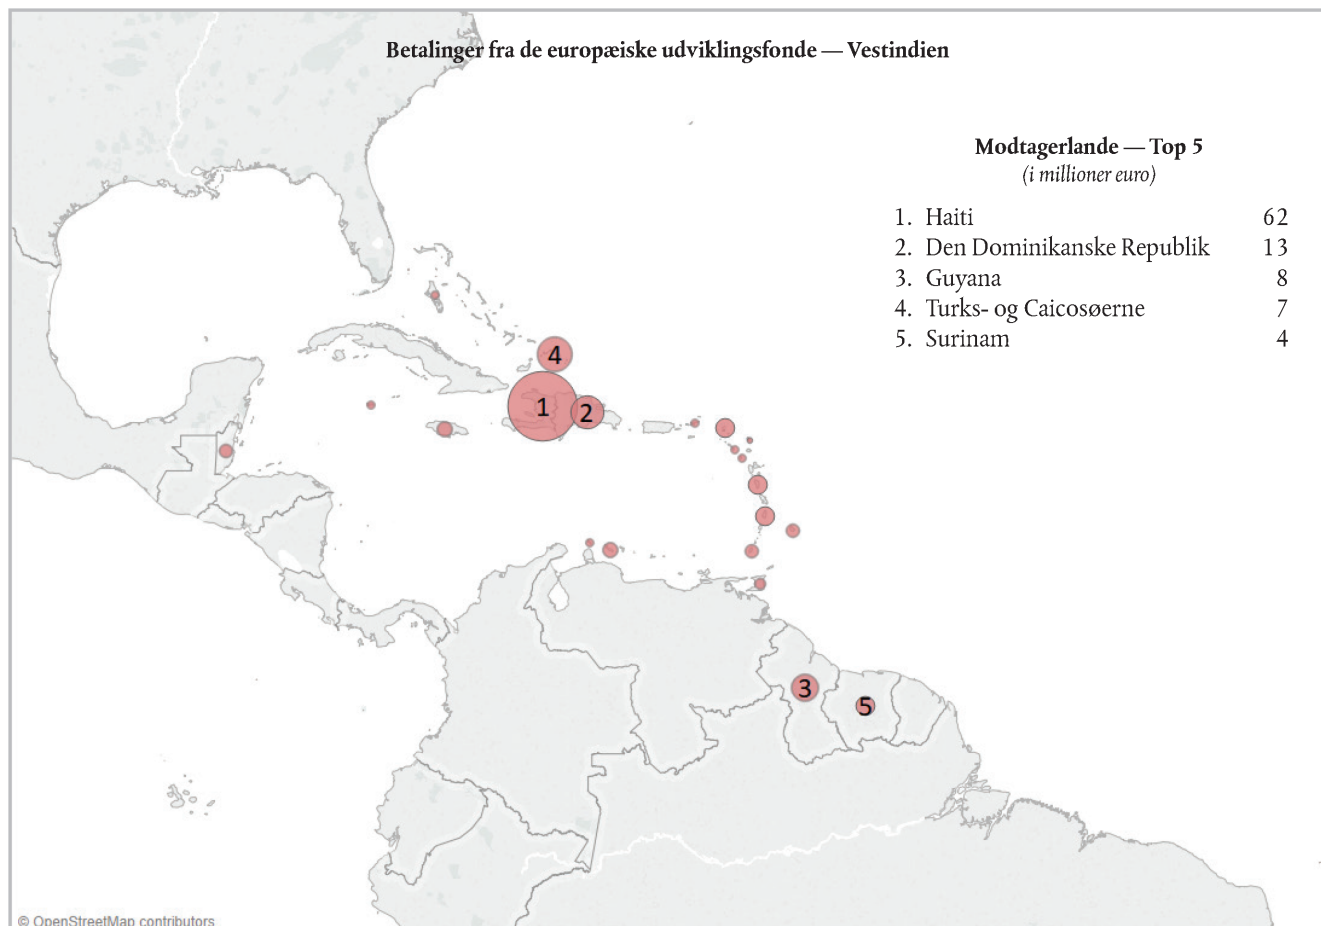 Betalinger fra de europæiske udviklingsfonde — Vestindien
Modtagerlande — Top 5
(i millioner euro)
1. Haiti 62
2. Den Dominikanske Republik 13
3. Guyana 8
4. Turks- og Caicosøerne 7
5. Surinam 4
4
1
2
3
5
© OpenStreetMap contributors